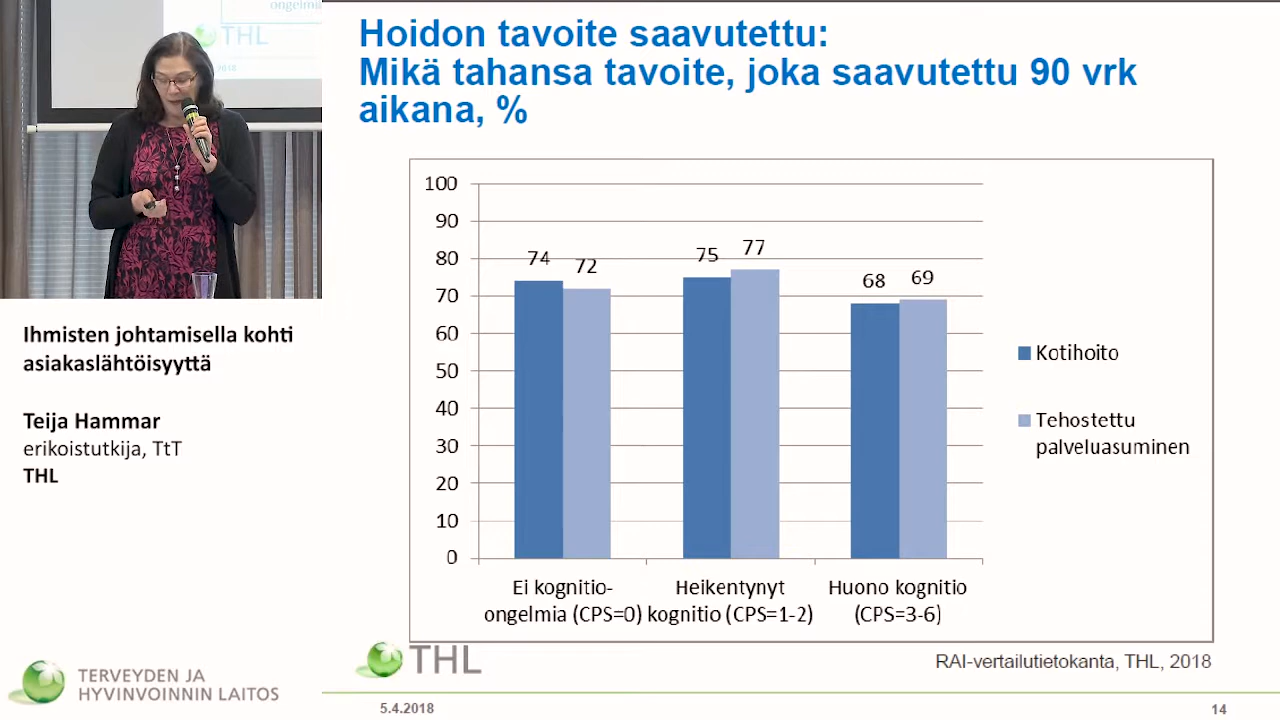 ongelmia
THL
2018
Hoidon tavoite saavutettu:
Mikä tahansa tavoite, joka saavutettu 90 vrk
aikana, %
100
90
80
70
60
50
40
30
20
10
0
74
72
75
77
68
69
Ei kognitio-
ongelmia (CPS=0)
Heikentynyt
kognitio (CPS=1-2)
Huono kognitio
(CPS=3-6)
Kotihoito
Tehostettu
palveluasuminen
Ihmisten johtamisella kohti
asiakaslähtöisyyttä
Teija Hammar
erikoistutkija, TtT
THL
TERVEYDEN JA
HYVINVOINNIN LAITOS
THL
RAI-vertailutietokanta, THL, 2018
5.4.2018
14